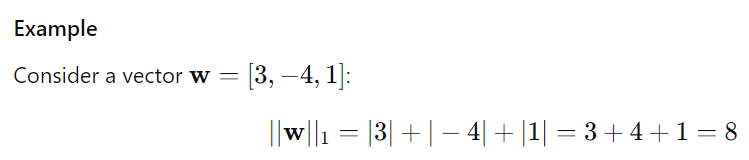 Example
Consider a vector w = [3, −4, 1]:
||w||₁ = |3| + | − 4| + |1| = 3 + 4 + 1 = 8